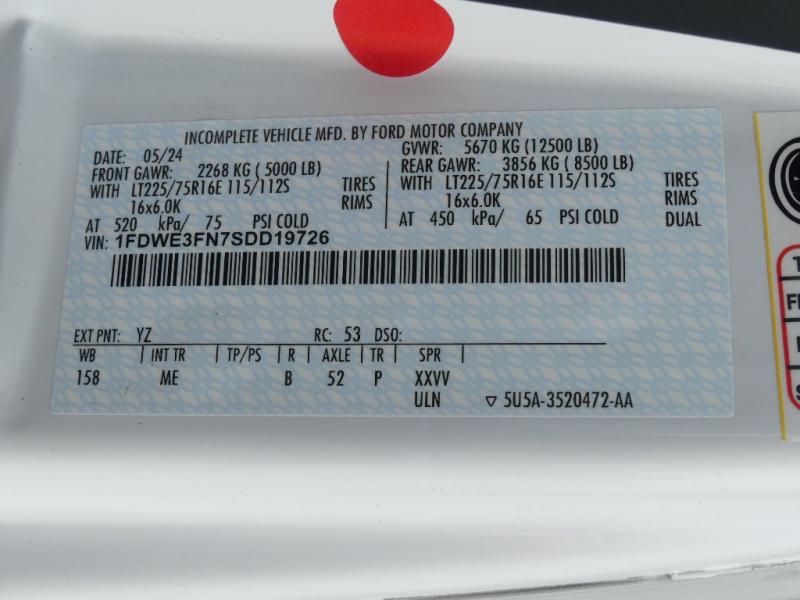 INCOMPLETE VEHICLE MFD. BY FORD MOTOR COMPANY
DATE: 05/24 GVWR: 5670 KG (12500 LB)
FRONT GAWR: 2268 KG ( 5000 LB) REAR GAWR: 3856 KG ( 8500 LB)
WITH LT225/75R16E 115/112S TIRES WITH LT225/75R16E 115/112S TIRES
16x6.0K RIMS 16x6.0K RIMS
AT 520 kPa/ 75 PSI COLD AT 450 kPa/ 65 PSI COLD DUAL
VIN: 1FDWE3FN7SDD19726
EXT PNT: YZ RC: 53 DSO:
WB INT TR TP/PS R AXLE TR SPR
158 ME B 52 P XXVV
ULN ▽ 5U5A-3520472-AA